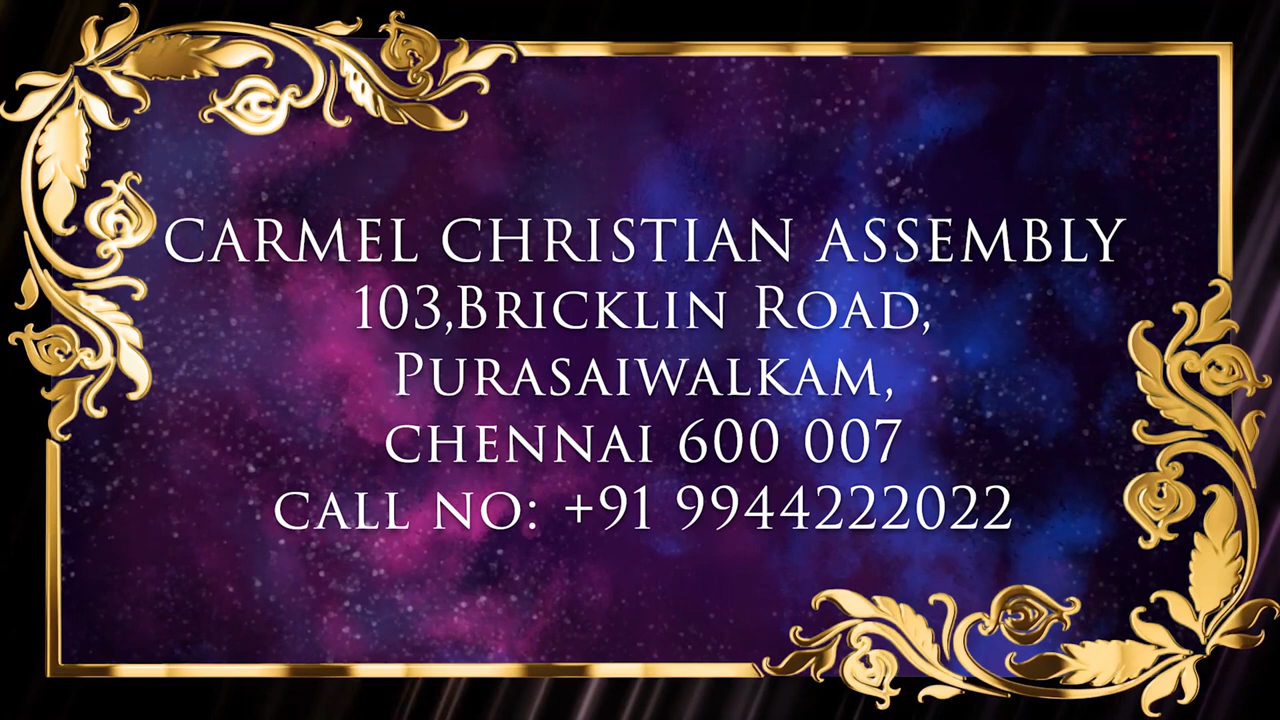 CARMEL CHRISTIAN ASSEMBLY
103,Bricklin Road,
Purasaiwalkam,
chennai 600 007
call no: +91 9944222022